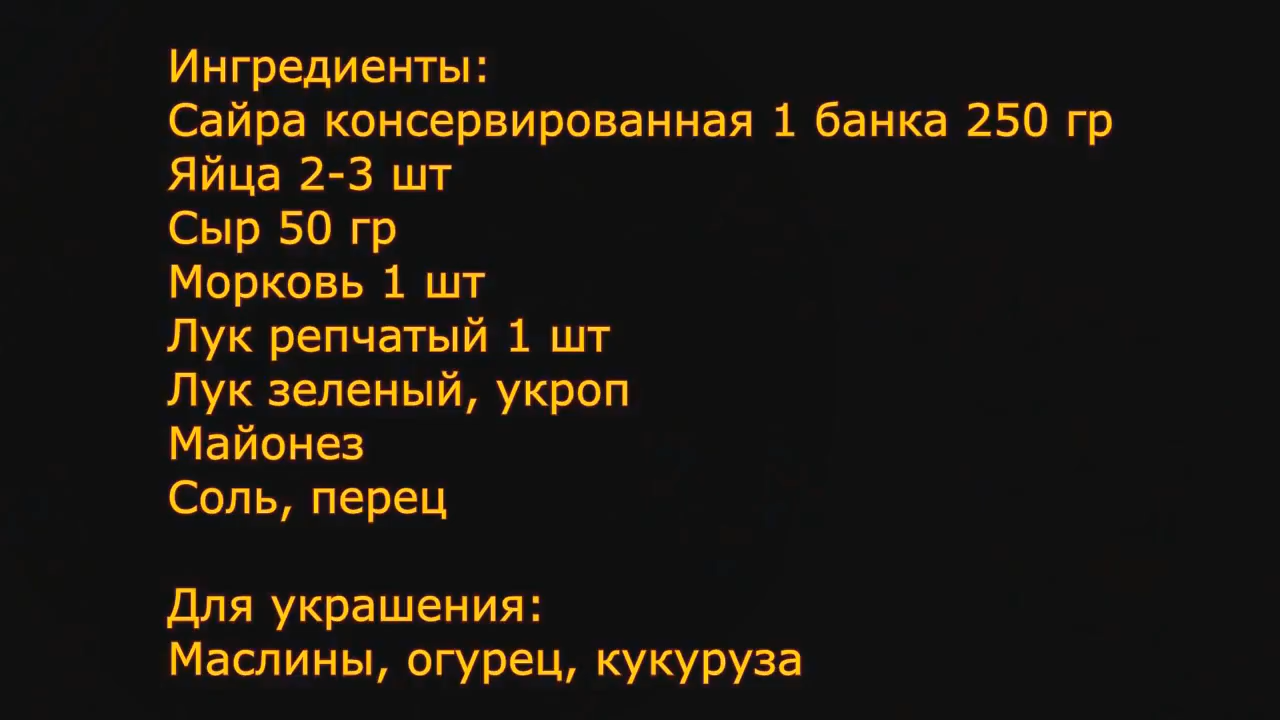 Ингредиенты:
Сайра консервированная 1 банка 250 гр
Яйца 2-3 шт
Сыр 50 гр
Морковь 1 шт
Лук репчатый 1 шт
Лук зеленый, укроп
Майонез
Соль, перец
Для украшения:
Маслины, огурец, кукуруза